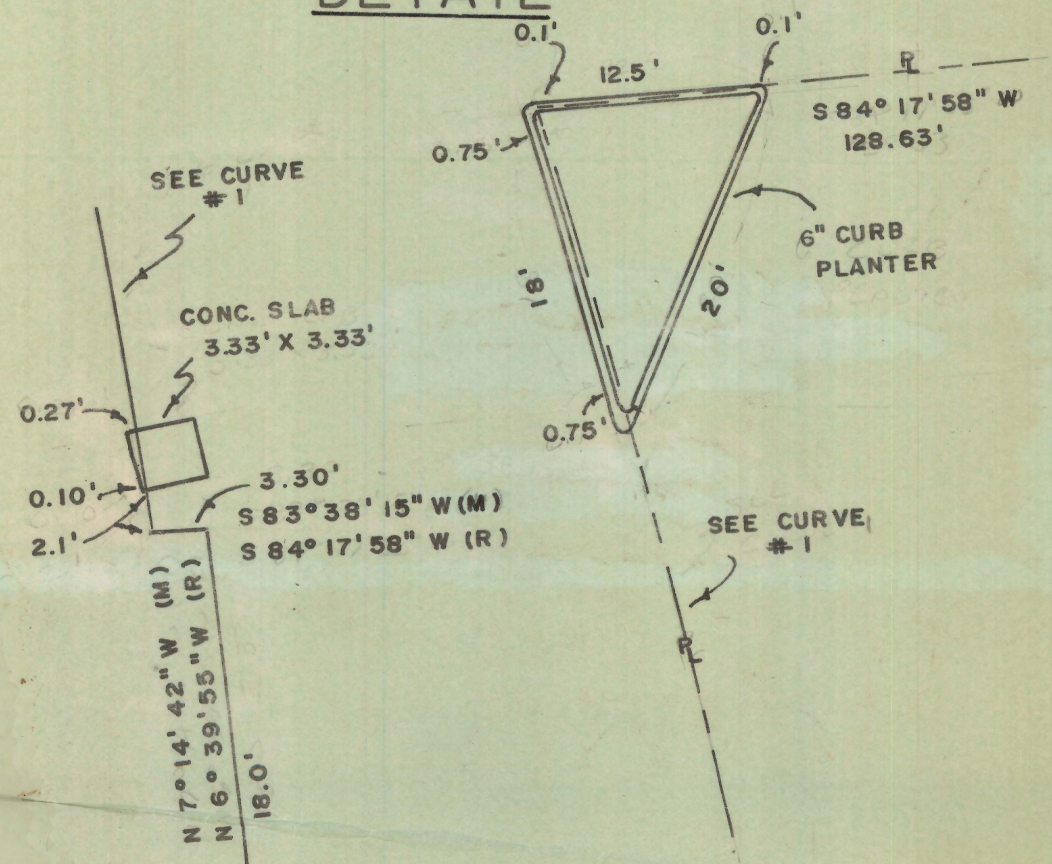 DETAIL
0.1'
0.1'
12.5'
PL
S 84° 17' 58" W
128.63'
0.75'
SEE CURVE
# 1
6" CURB
PLANTER
18'
20'
CONC. SLAB
3.33' X 3.33'
0.27'
0.75'
0.10'
3.30'
S 83° 38' 15" W (M)
S 84° 17' 58" W (R)
2.1'
SEE CURVE
# 1
PL
N 7° 14' 42" W (M)
N 6° 39' 55" W (R)
18.0'